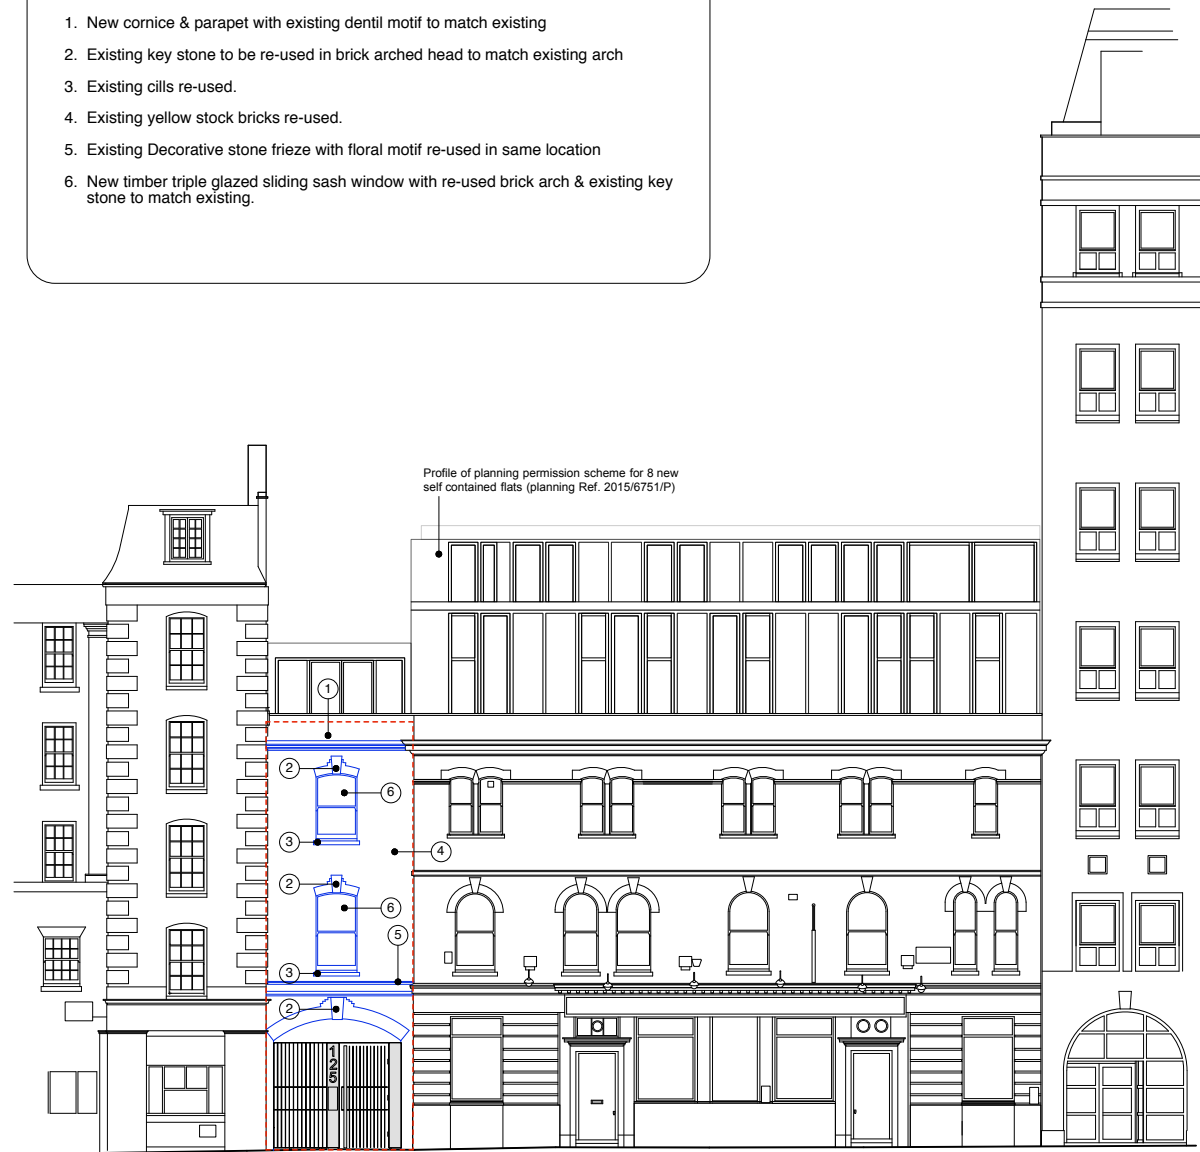 1. New cornice & parapet with existing dentil motif to match existing
2. Existing key stone to be re-used in brick arched head to match existing arch
3. Existing cills re-used.
4. Existing yellow stock bricks re-used.
5. Existing Decorative stone frieze with floral motif re-used in same location
6. New timber triple glazed sliding sash window with re-used brick arch & existing key
stone to match existing.
Profile of planning permission scheme for 8 new
self contained flats (planning Ref. 2015/6751/P)
1
2
6
3
4
2
6
5
3
2
125